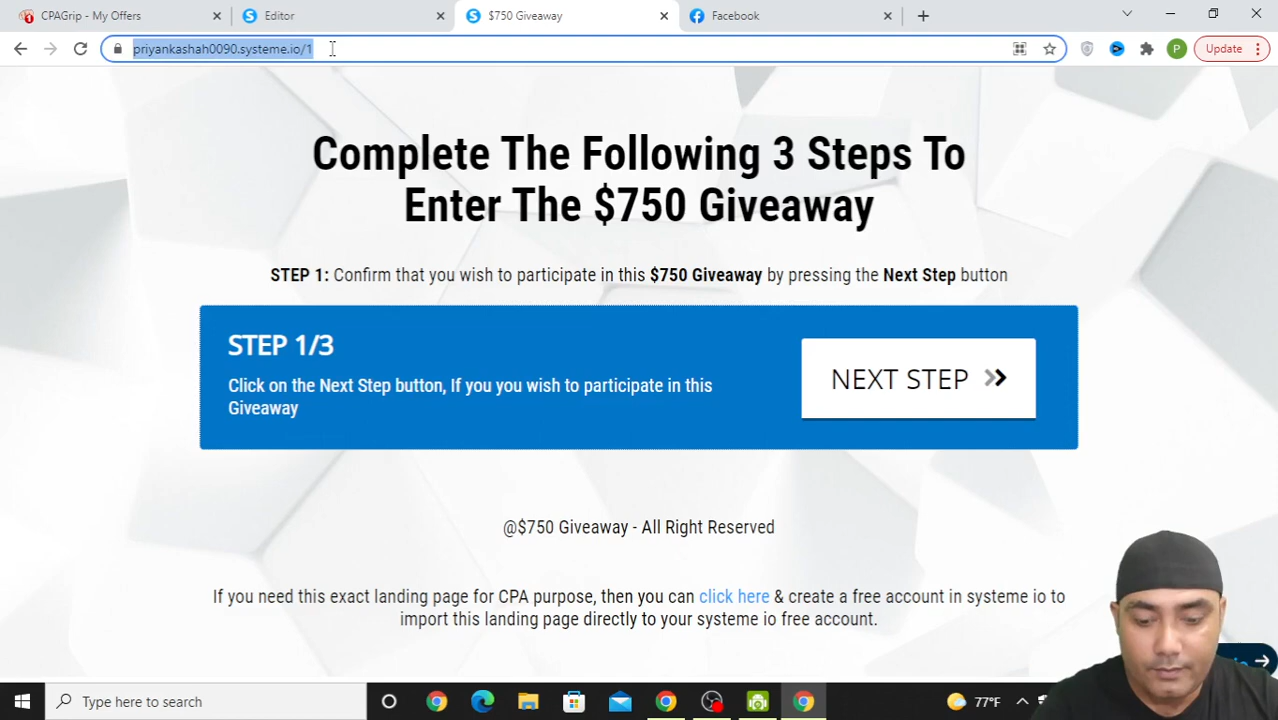 CPAGrip - My Offers
Editor
$750 Giveaway
Facebook
priyankashah0090.systeme.io/1
P
Update
Complete The Following 3 Steps To
Enter The $750 Giveaway
STEP 1: Confirm that you wish to participate in this $750 Giveaway by pressing the Next Step button
STEP 1/3
Click on the Next Step button, If you you wish to participate in this
Giveaway
NEXT STEP
@$750 Giveaway - All Right Reserved
If you need this exact landing page for CPA purpose, then you can click here & create a free account in systeme io to
import this landing page directly to your systeme io free account.
Type here to search
77°F